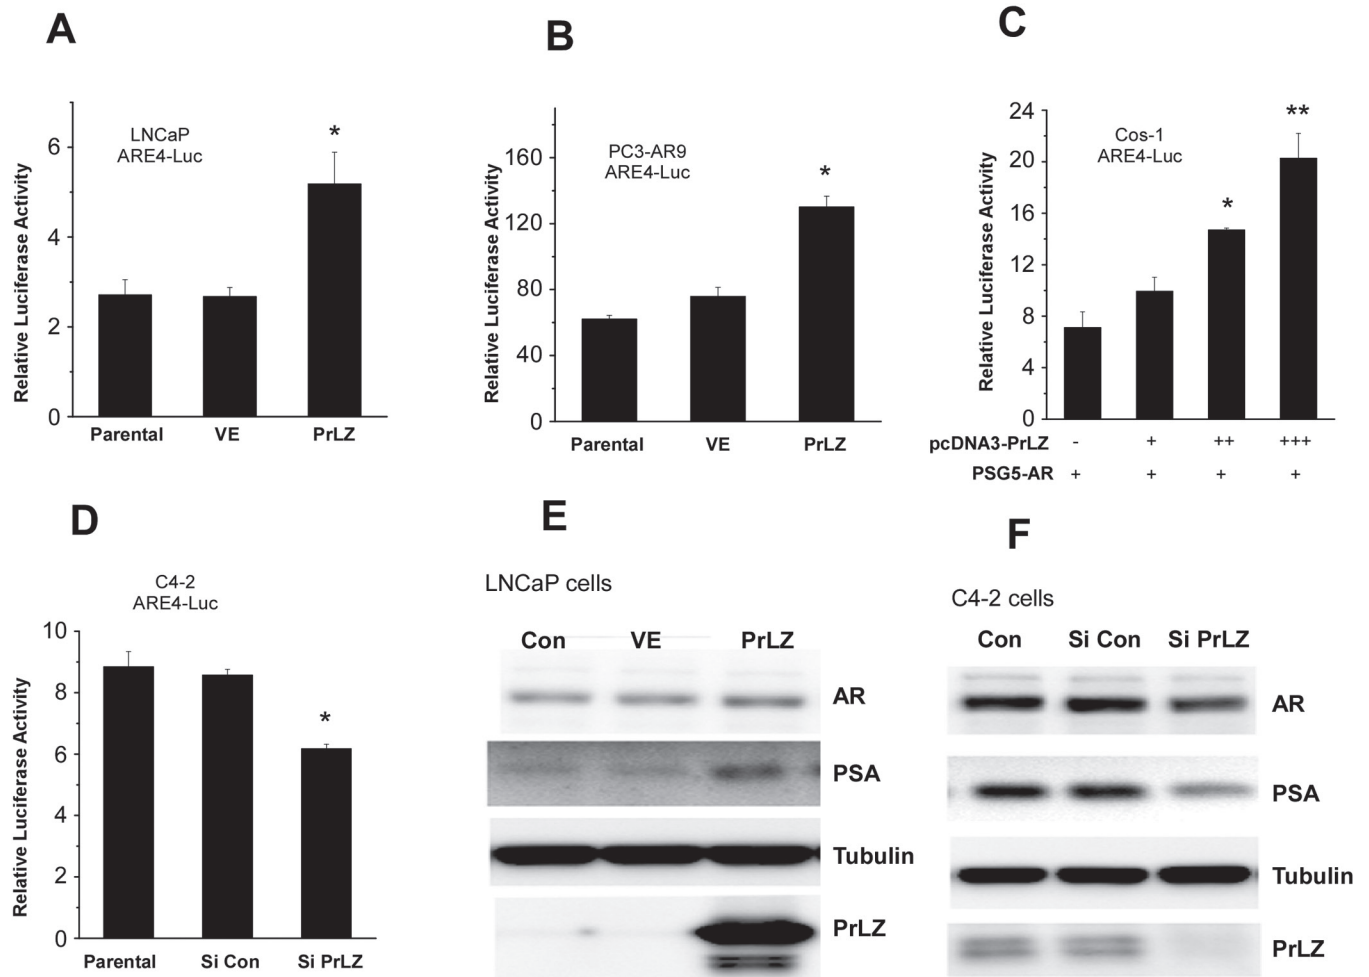 A
LNCaP
ARE4-Luc
Relative Luciferase Activity
6
4
2
0
*
Parental VE PrLZ
B
PC3-AR9
ARE4-Luc
Relative Luciferase Activity
160
120
80
40
0
*
Parental VE PrLZ
C
Cos-1
ARE4-Luc
Relative Luciferase Activity
24
20
16
12
8
4
0
*
**
pcDNA3-PrLZ - + ++ +++
PSG5-AR + + + +
D
C4-2
ARE4-Luc
Relative Luciferase Activity
10
8
6
4
2
0
*
Parental Si Con Si PrLZ
E
LNCaP cells
Con VE PrLZ
AR
PSA
Tubulin
PrLZ
F
C4-2 cells
Con Si Con Si PrLZ
AR
PSA
Tubulin
PrLZ